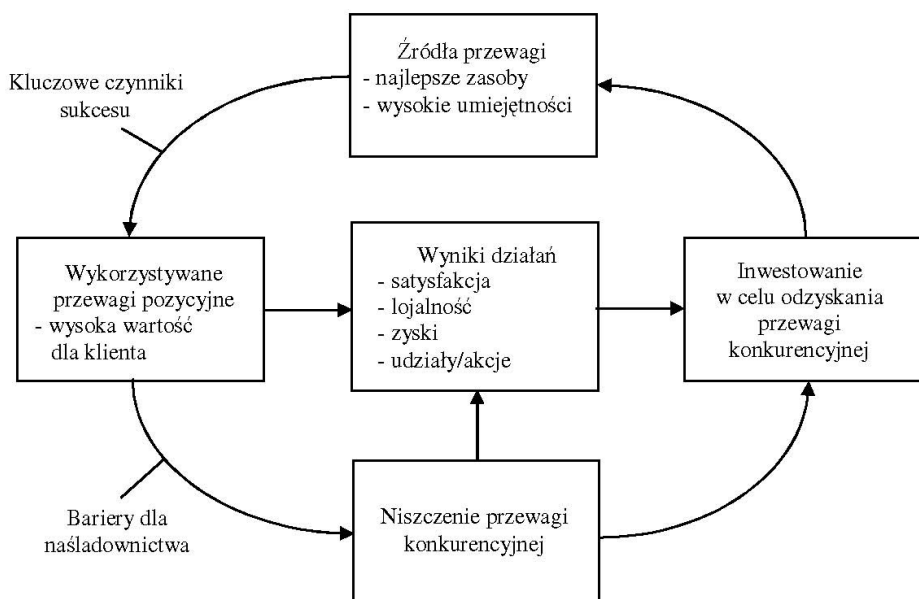 Źródła przewagi
- najlepsze zasoby
- wysokie umiejętności
Kluczowe czynniki
sukcesu
Wykorzystywane
przewagi pozycyjne
- wysoka wartość
dla klienta
Wyniki działań
- satysfakcja
- lojalność
- zyski
- udziały/akcje
Inwestowanie
w celu odzyskania
przewagi
konkurencyjnej
Bariery dla
naśladownictwa
Niszczenie przewagi
konkurencyjnej